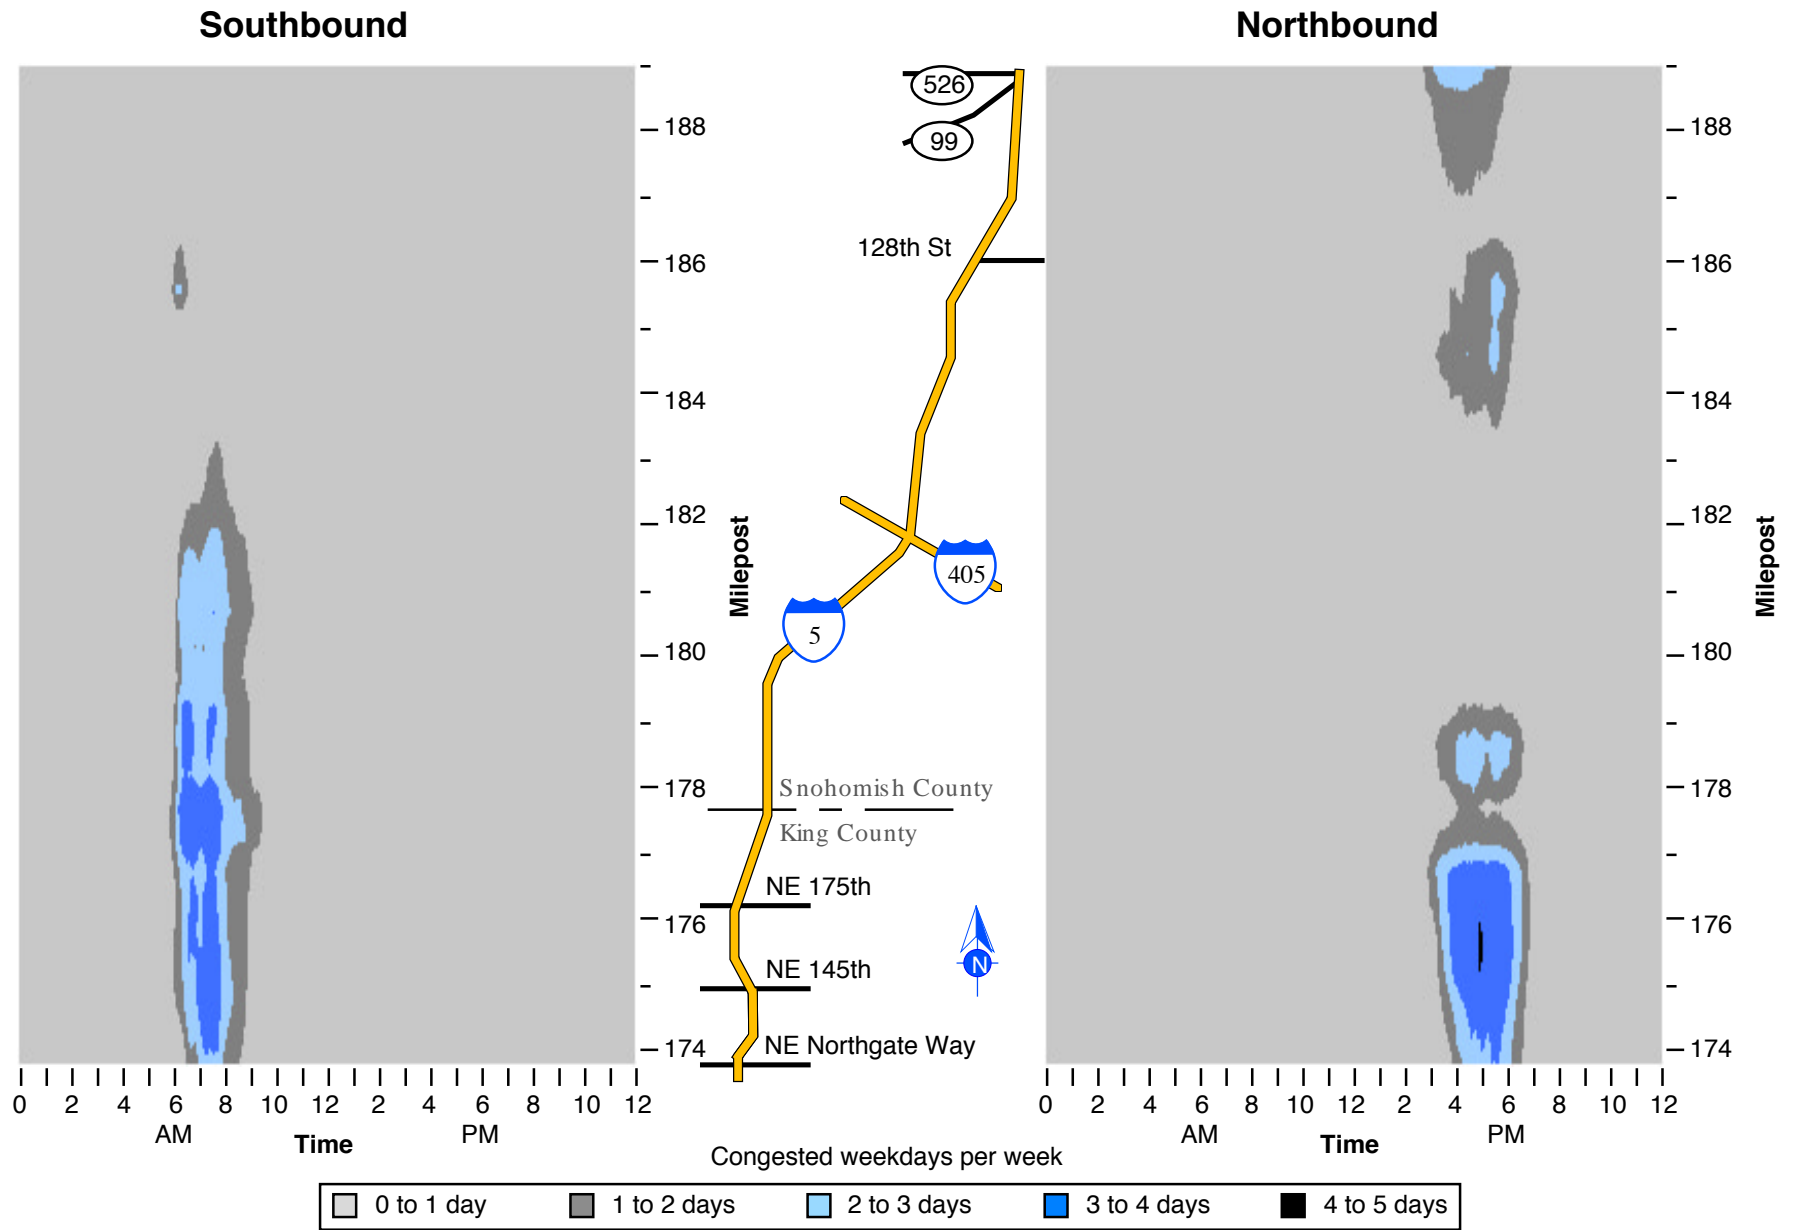 Southbound
Northbound
526
99
128th St
188
186
184
182
180
178
176
174
Milepost
405
5
Snohomish County
King County
NE 175th
NE 145th
N
NE Northgate Way
188
186
184
182
180
178
176
174
Milepost
0 2 4 6 8 10 12 2 4 6 8 10 12
AM Time PM
0 2 4 6 8 10 12 2 4 6 8 10 12
AM Time PM
Congested weekdays per week
0 to 1 day 1 to 2 days 2 to 3 days 3 to 4 days 4 to 5 days